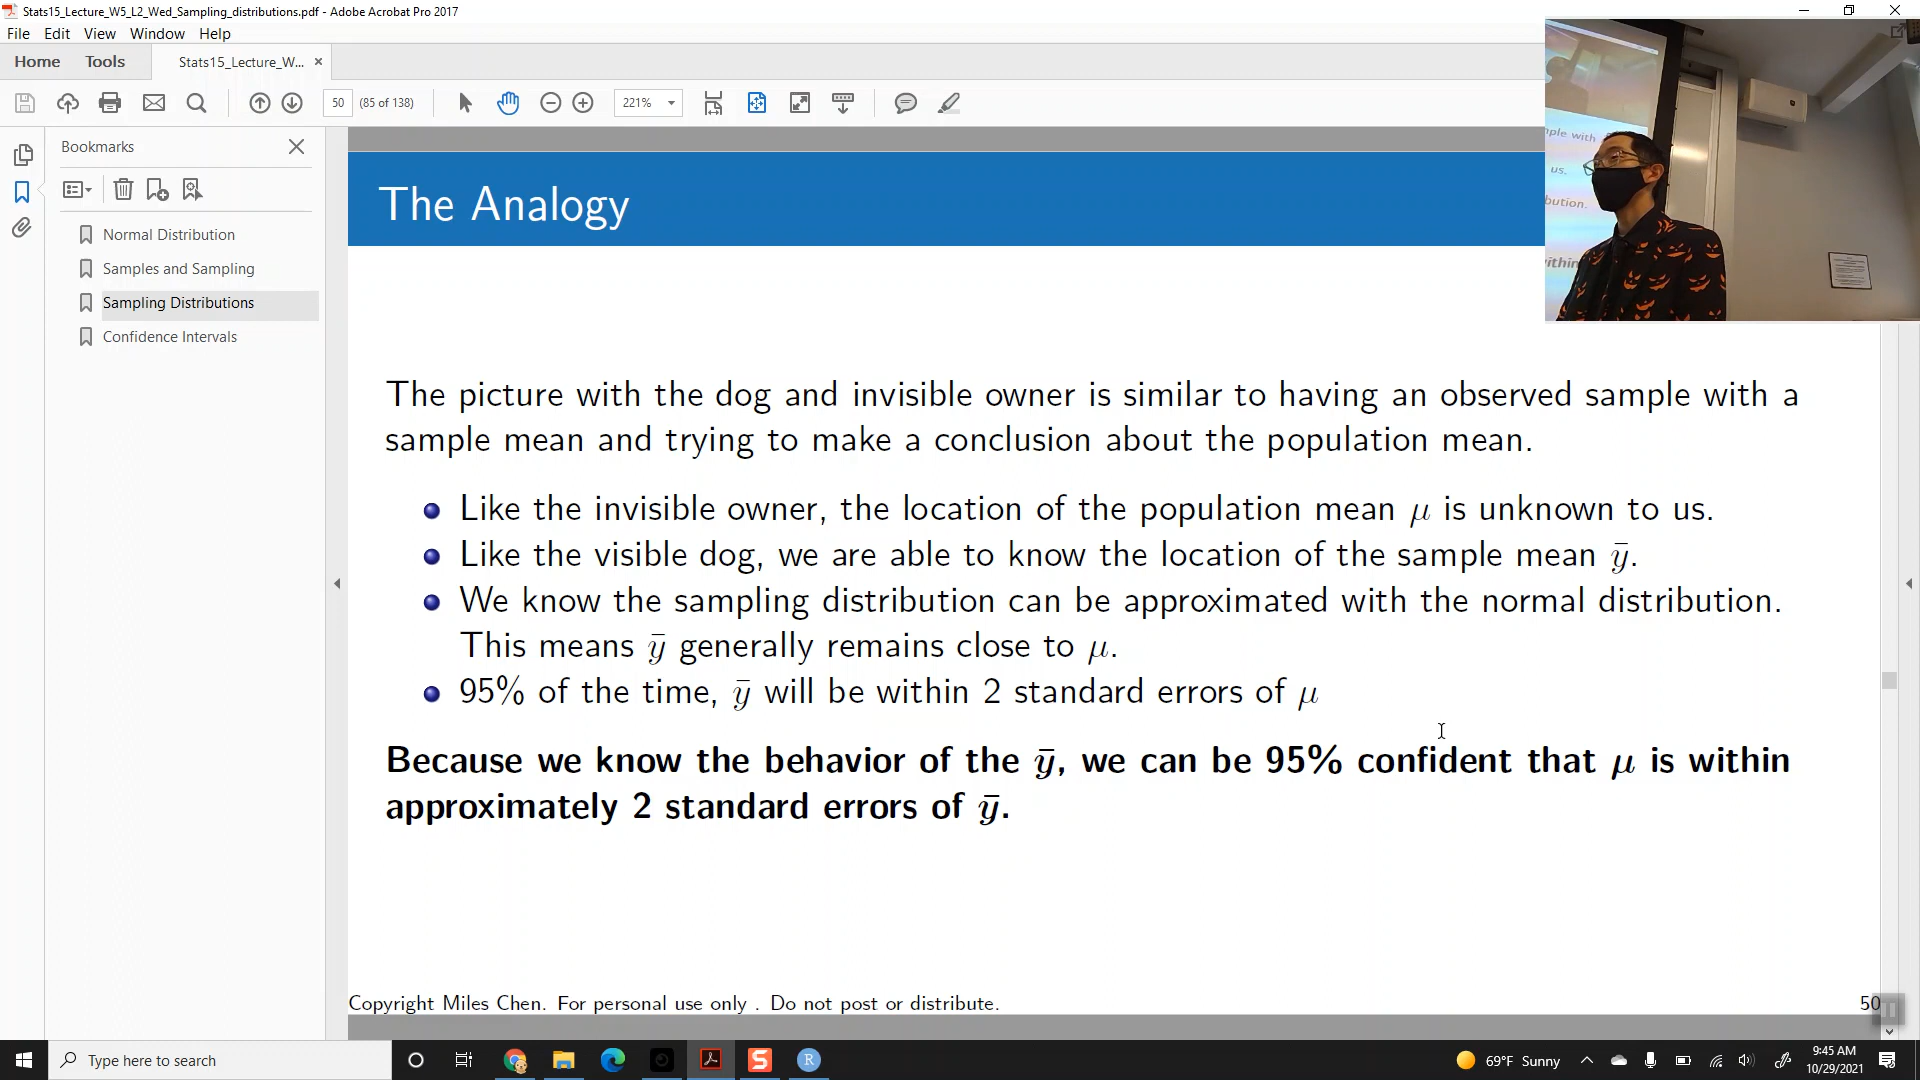 Stats15_Lecture_W5_L2_Wed_Sampling_distributions.pdf - Adobe Acrobat Pro 2017
File Edit View Window Help
Home Tools Stats15_Lecture_W... ×
50 (85 of 138) 221%
Bookmarks
Normal Distribution
Samples and Sampling
Sampling Distributions
Confidence Intervals
The Analogy
The picture with the dog and invisible owner is similar to having an observed sample with a
sample mean and trying to make a conclusion about the population mean.
Like the invisible owner, the location of the population mean μ is unknown to us.
Like the visible dog, we are able to know the location of the sample mean ȳ.
We know the sampling distribution can be approximated with the normal distribution.
This means ȳ generally remains close to μ.
95% of the time, ȳ will be within 2 standard errors of μ
Because we know the behavior of the ȳ, we can be 95% confident that μ is within
approximately 2 standard errors of ȳ.
Copyright Miles Chen. For personal use only . Do not post or distribute.
50
mple with
us.
bution.
within
Type here to search
S
R
69°F Sunny
9:45 AM
10/29/2021